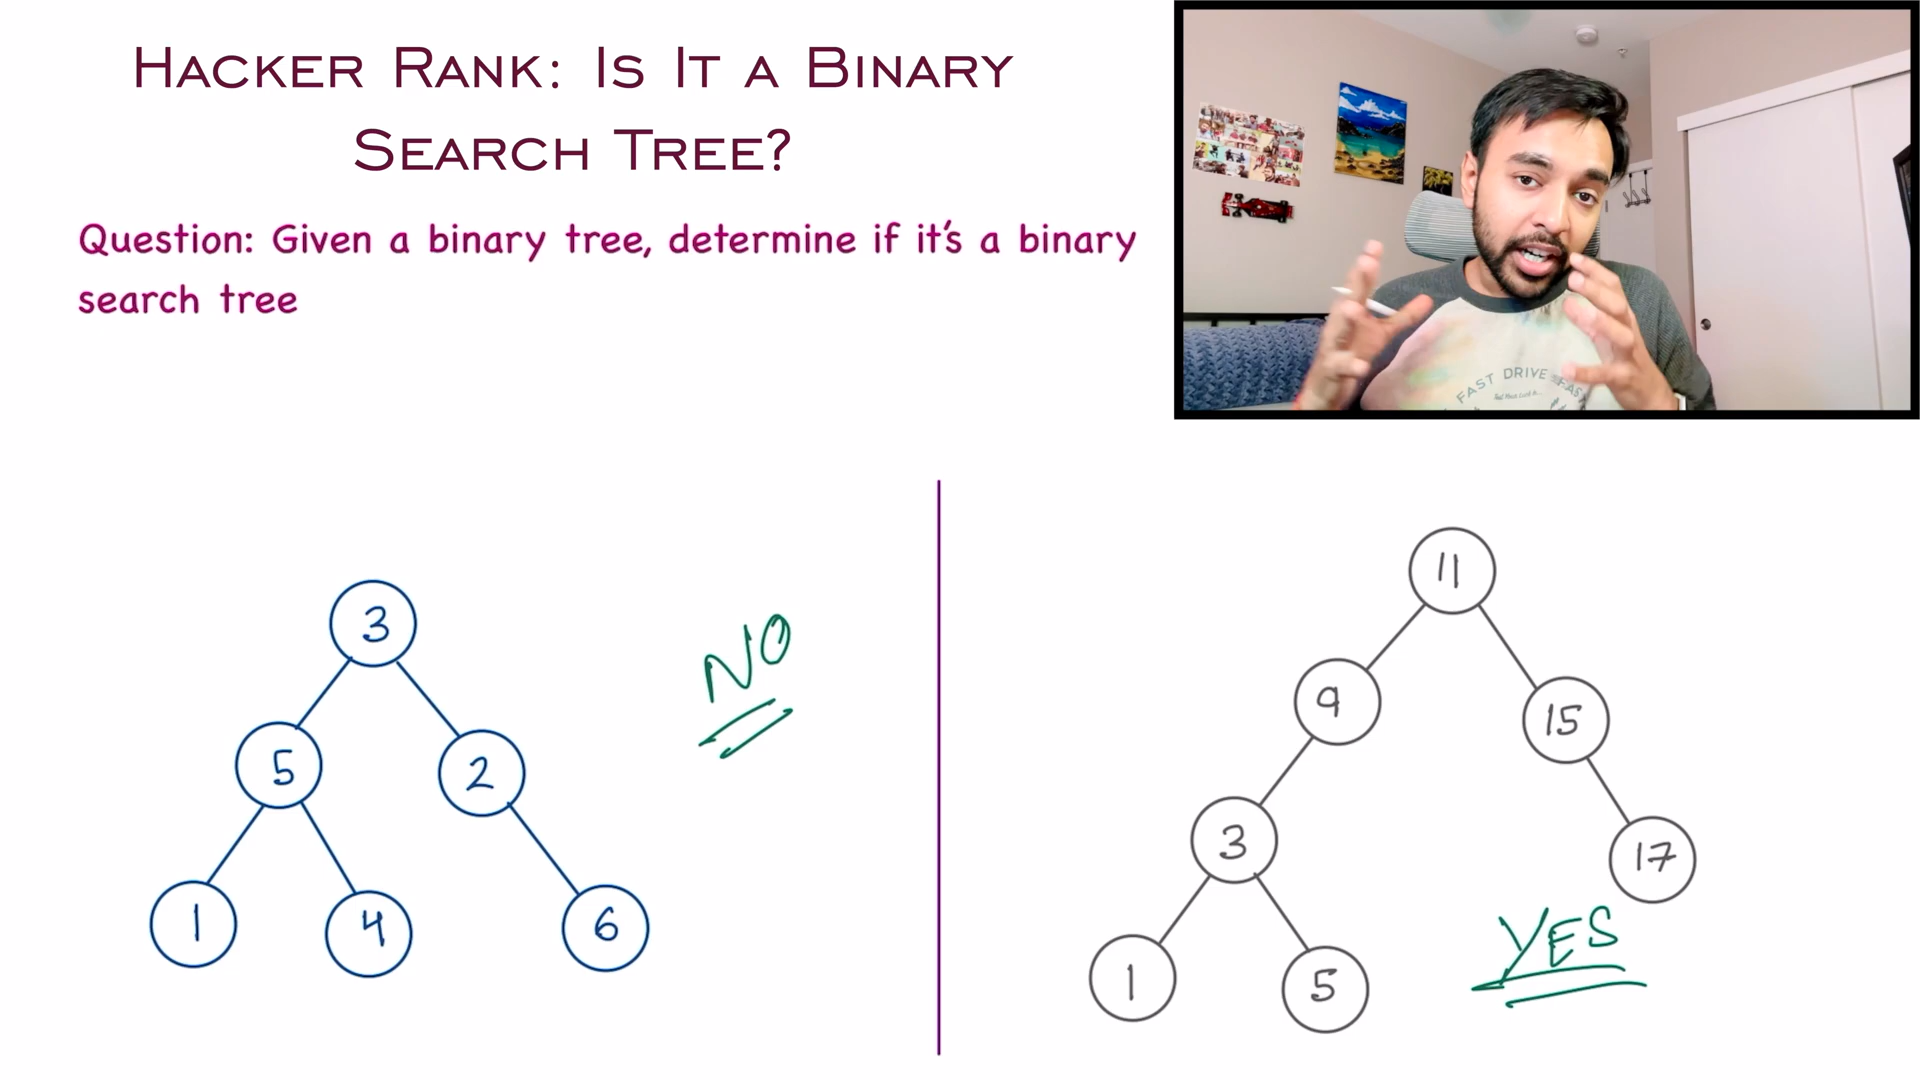 HACKER RANK: IS IT A BINARY
SEARCH TREE?
Question: Given a binary tree, determine if it's a binary
search tree
FAST DRIVE FAS
3
5
2
1
4
6
NO
11
9
15
3
17
1
5
YES